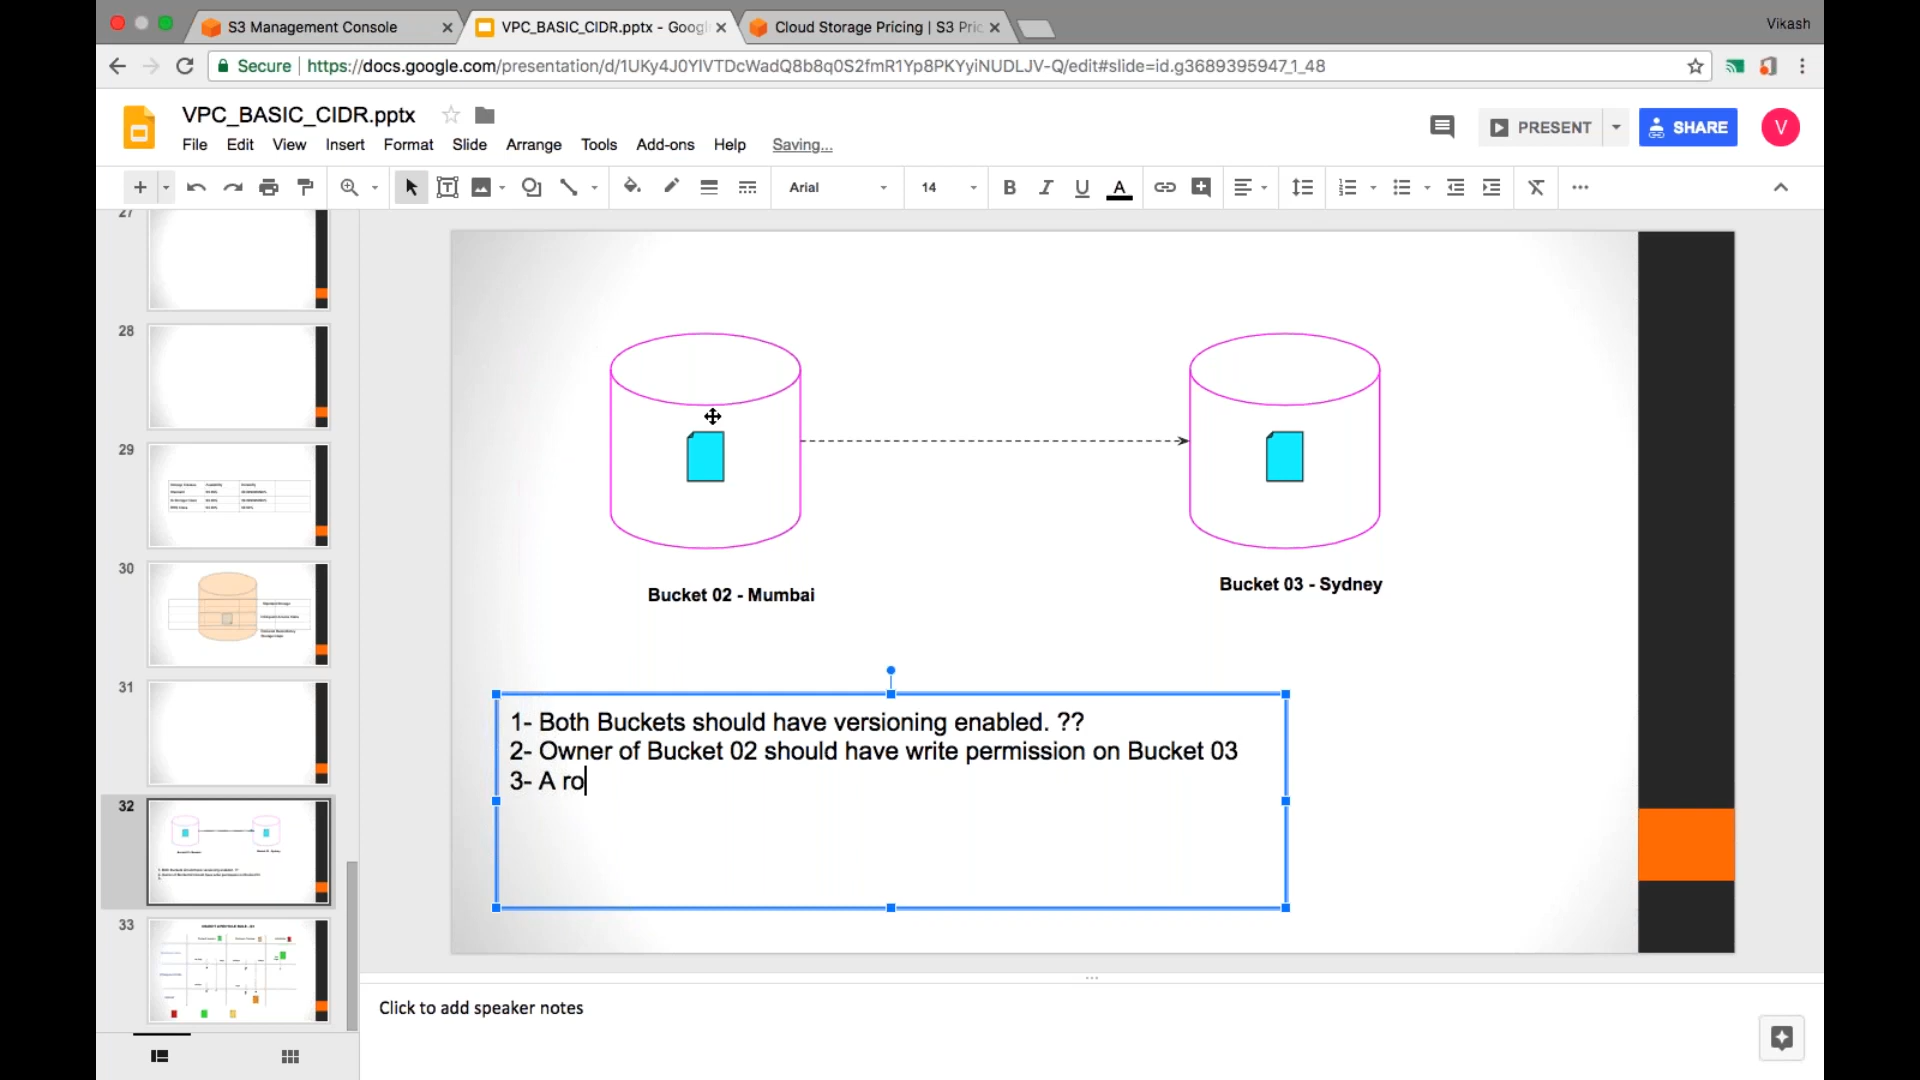 S3 Management Console
VPC_BASIC_CIDR.pptx - Googl
Cloud Storage Pricing | S3 Pric
Vikash
Secure
https://docs.google.com/presentation/d/1UKy4J0YlVTDcWadQ8b8q0S2fmR1Yp8PKYyiNUDLJV-Q/edit#slide=id.g3689395947_1_48
VPC_BASIC_CIDR.pptx
PRESENT
SHARE
V
File Edit View Insert Format Slide Arrange Tools Add-ons Help Saving...
Arial
14
B I U A
27
28
29
30
31
32
33
Bucket 02 - Mumbai
Bucket 03 - Sydney
1- Both Buckets should have versioning enabled. ??
2- Owner of Bucket 02 should have write permission on Bucket 03
3- A ro
Click to add speaker notes